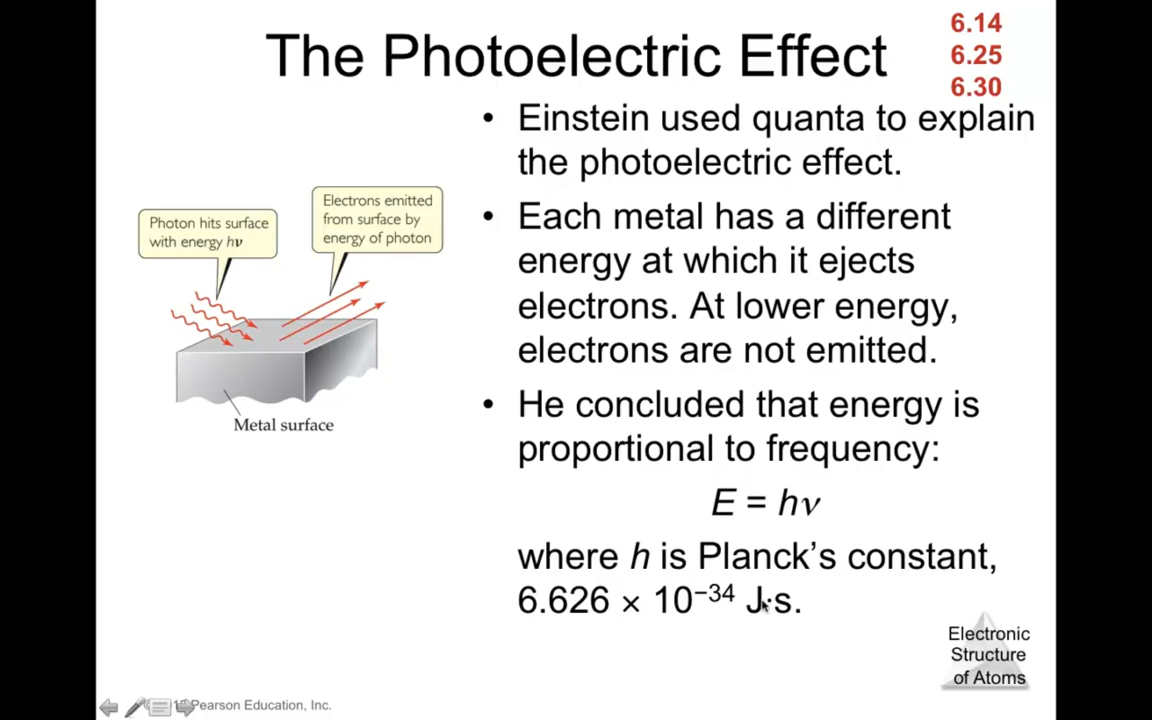 The Photoelectric Effect
6.14
6.25
6.30
• Einstein used quanta to explain
the photoelectric effect.
• Each metal has a different
energy at which it ejects
electrons. At lower energy,
electrons are not emitted.
• He concluded that energy is
proportional to frequency:
E = hν
where h is Planck’s constant,
6.626 × 10⁻³⁴ J·s.
Photon hits surface
with energy hν
Electrons emitted
from surface by
energy of photon
Metal surface
Electronic
Structure
of Atoms
Pearson Education, Inc.